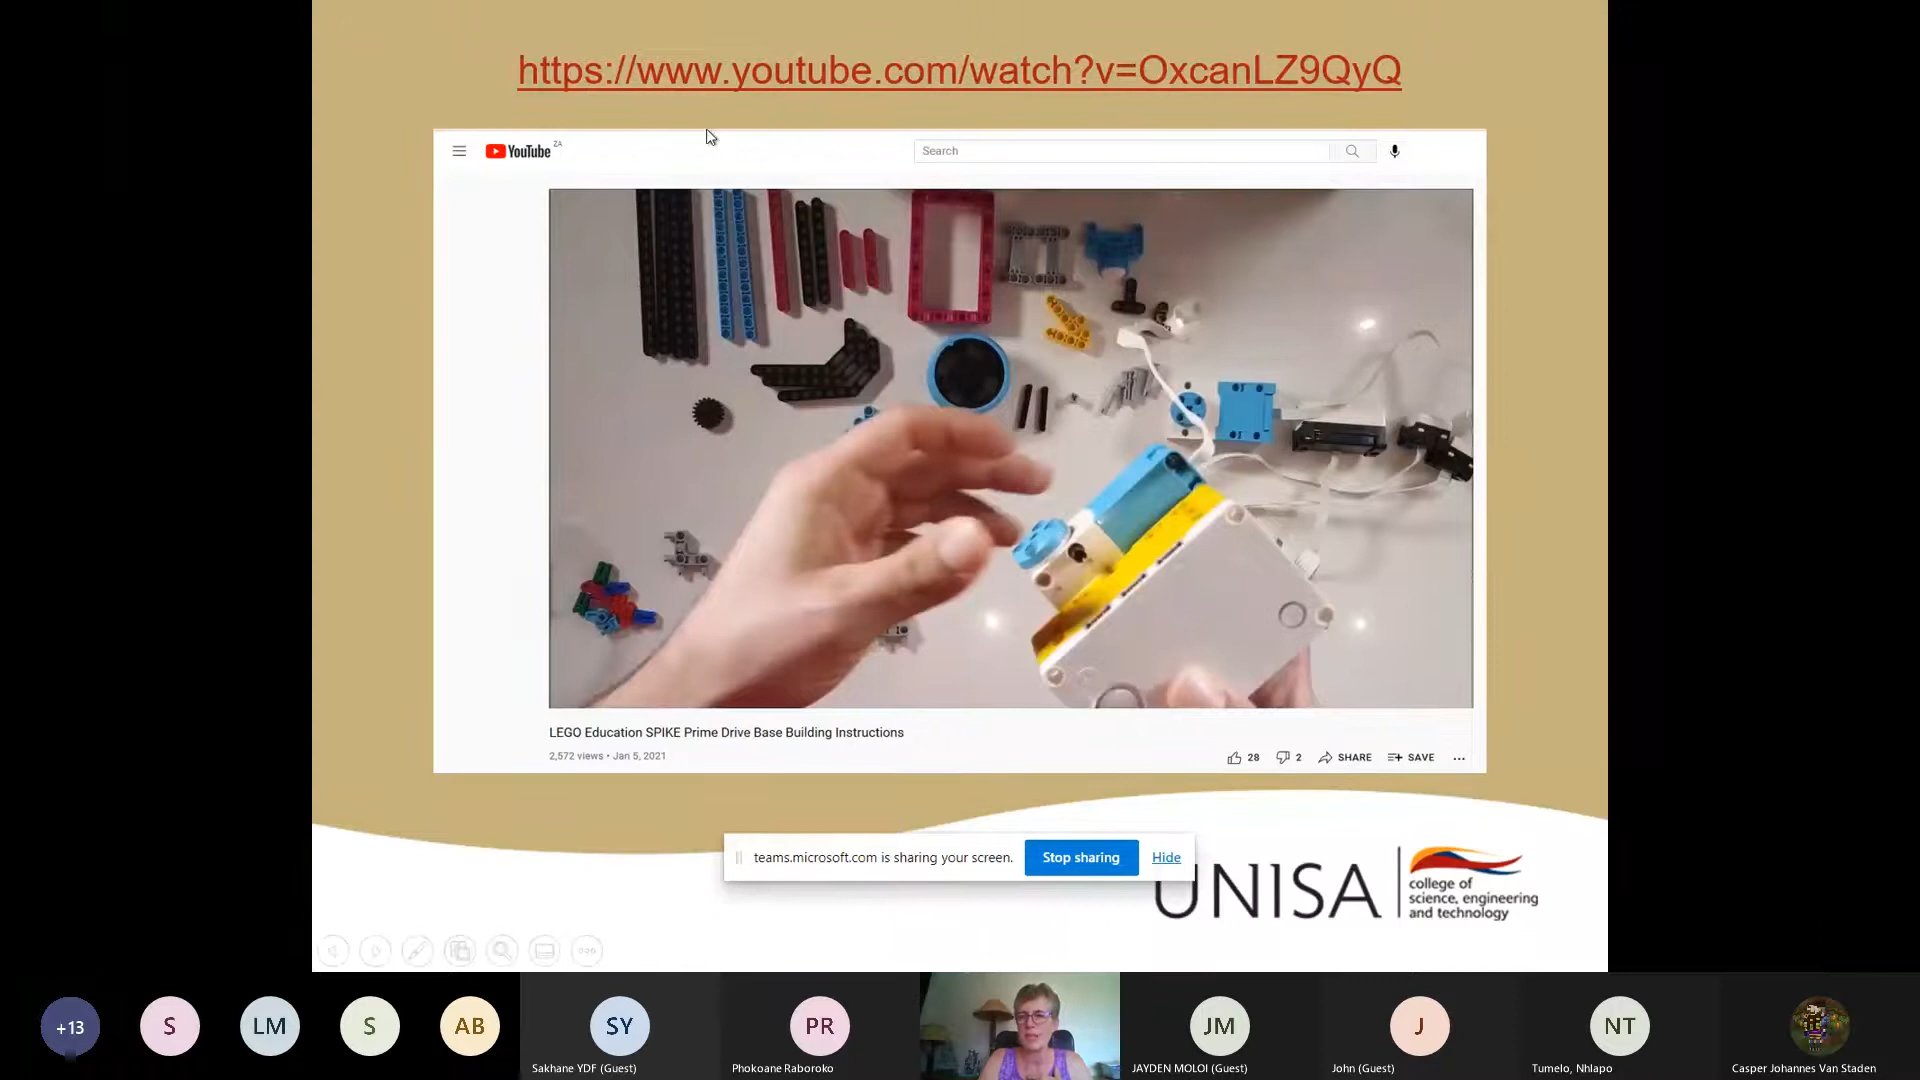 https://www.youtube.com/watch?v=OxcanLZ9QyQ
YouTube ZA
Search
LEGO Education SPIKE Prime Drive Base Building Instructions
2,572 views • Jan 5, 2021
28
2
SHARE
SAVE
teams.microsoft.com is sharing your screen.
Stop sharing
Hide
UNISA
college of
science, engineering
and technology
+13
S
LM
S
AB
SY
PR
JM
J
NT
Sakhane YDF (Guest)
Phokoane Raboroko
JAYDEN MOLOI (Guest)
John (Guest)
Tumelo, Nhlapo
Casper Johannes Van Staden